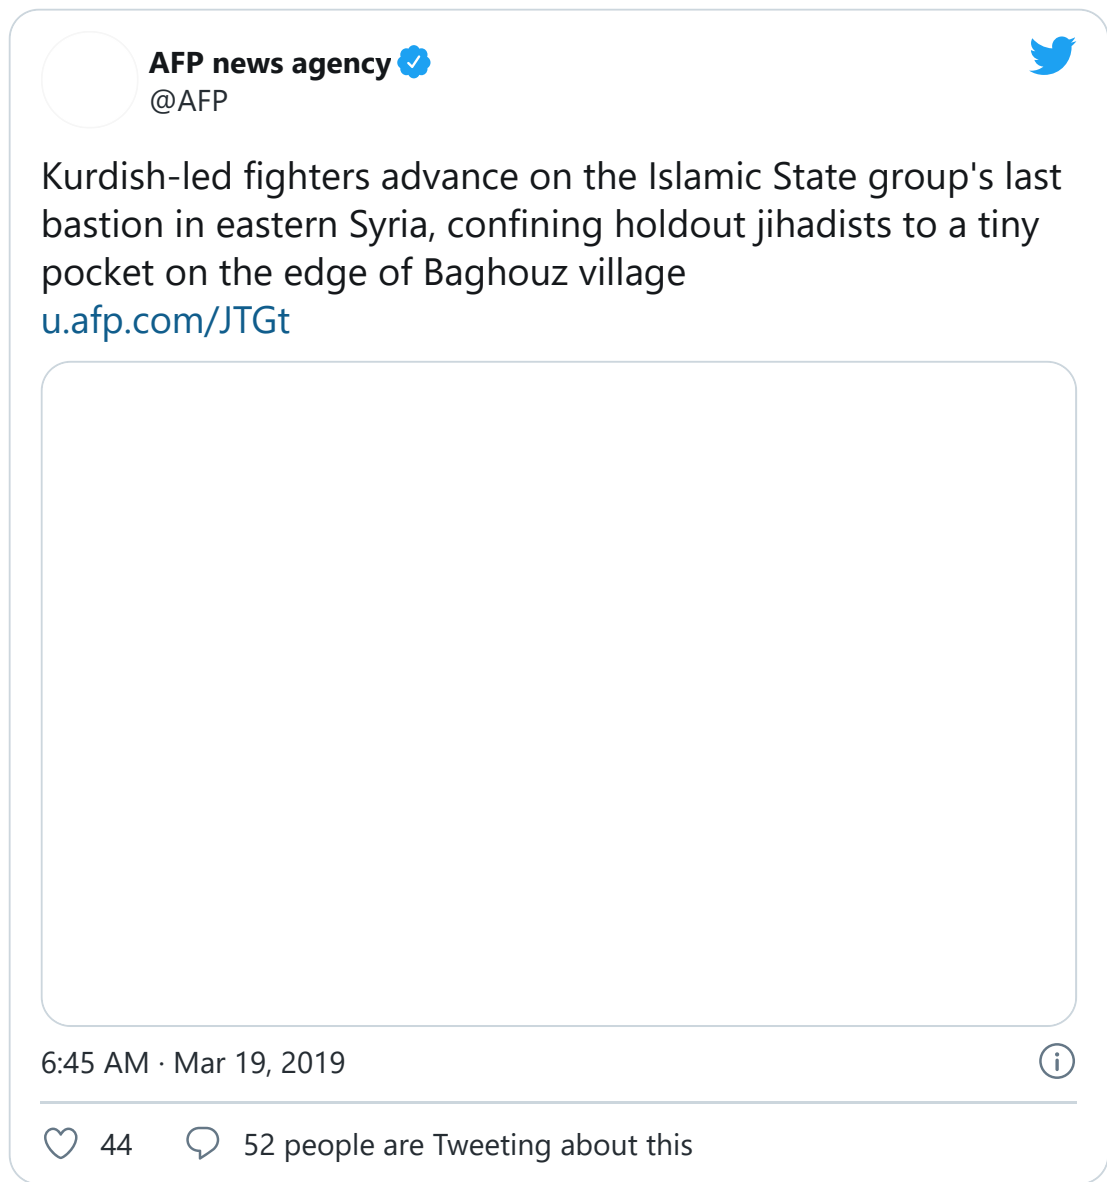 AFP news agency
@AFP
Kurdish-led fighters advance on the Islamic State group's last
bastion in eastern Syria, confining holdout jihadists to a tiny
pocket on the edge of Baghouz village
u.afp.com/JTGt
6:45 AM · Mar 19, 2019
44 52 people are Tweeting about this